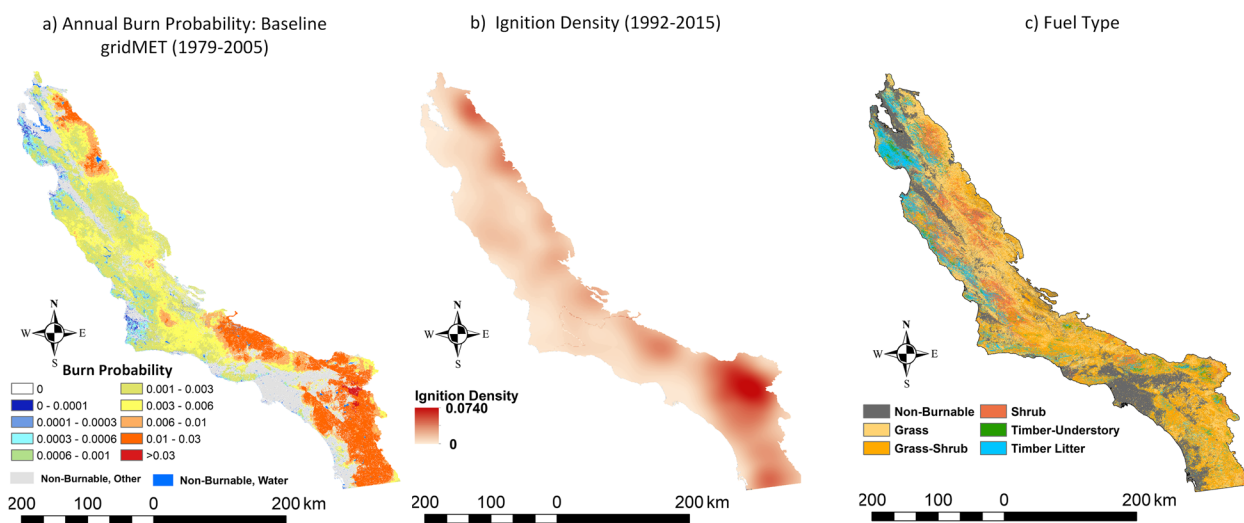 a) Annual Burn Probability: Baseline
gridMET (1979-2005)
b) Ignition Density (1992-2015)
c) Fuel Type
N
W E
S
Burn Probability
0
0 - 0.0001
0.0001 - 0.0003
0.0003 - 0.0006
0.0006 - 0.001
0.001 - 0.003
0.003 - 0.006
0.006 - 0.01
0.01 - 0.03
>0.03
Non-Burnable, Other
Non-Burnable, Water
200 100 0 200 km
N
W E
S
Ignition Density
0.0740
0
200 100 0 200 km
N
W E
S
Non-Burnable
Grass
Grass-Shrub
Shrub
Timber-Understory
Timber Litter
200 100 0 200 km